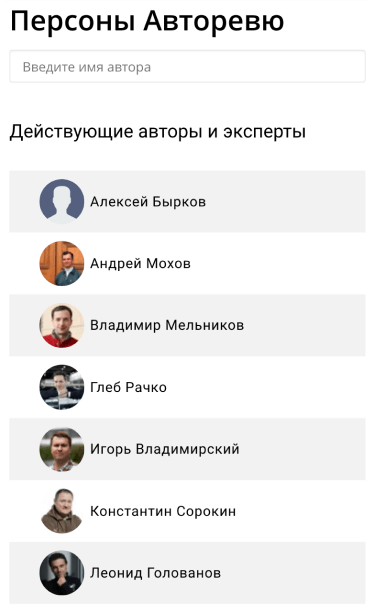 Персоны Авторевю
Введите имя автора
Действующие авторы и эксперты
Алексей Бырков
Андрей Мохов
Владимир Мельников
Глеб Рачко
Игорь Владимирский
Константин Сорокин
Леонид Голованов